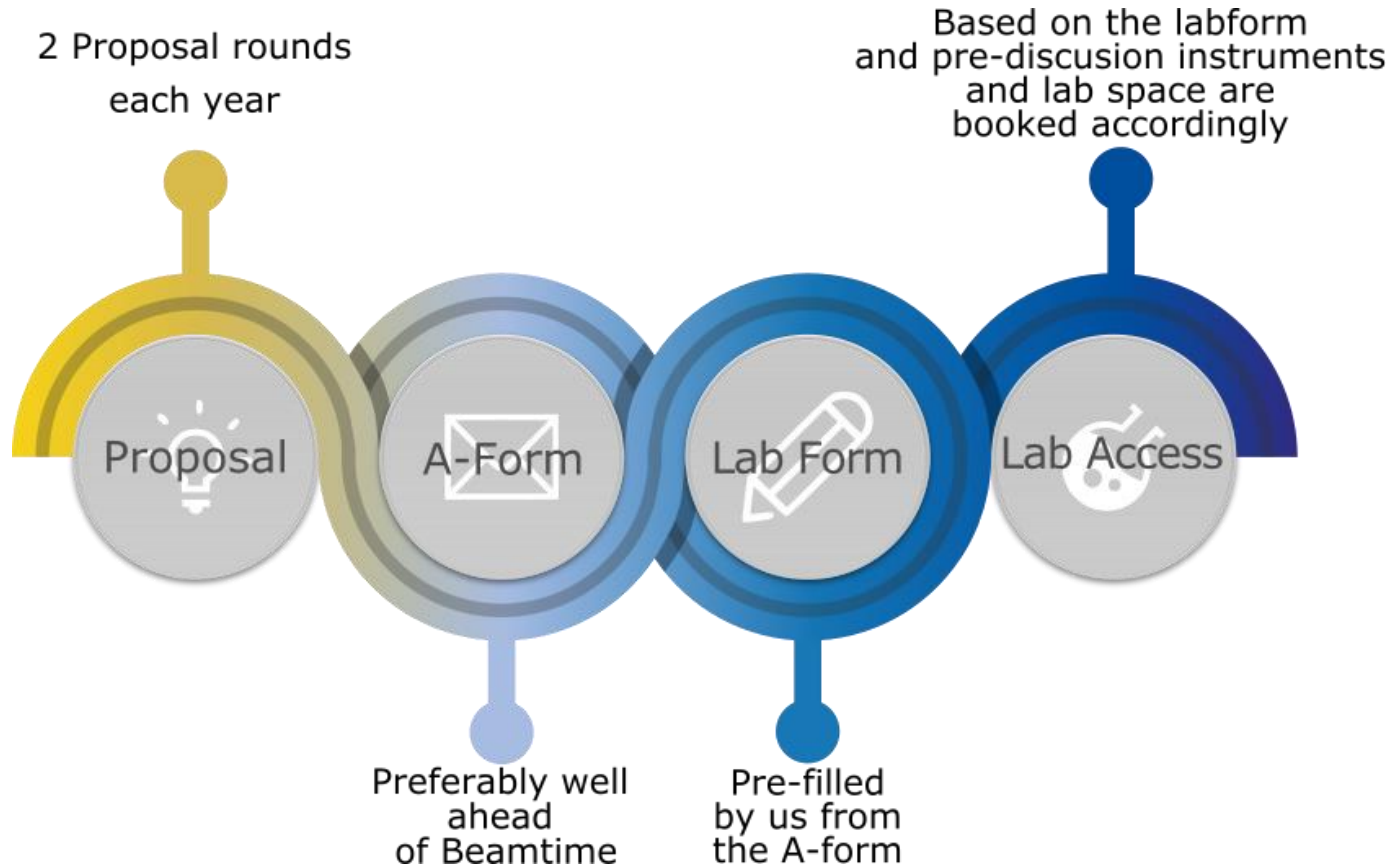 2 Proposal rounds
each year
Based on the labform
and pre-discusion instruments
and lab space are
booked accordingly
Proposal
A-Form
Lab Form
Lab Access
Preferably well
ahead
of Beamtime
Pre-filled
by us from
the A-form